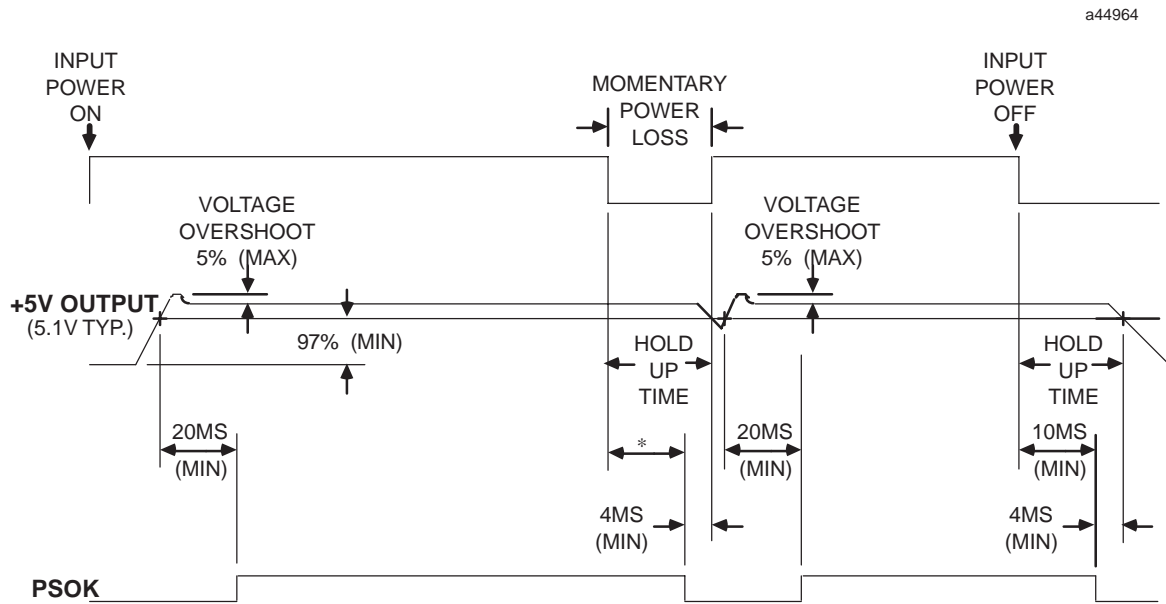 a44964
INPUT
POWER
ON
MOMENTARY
POWER
LOSS
INPUT
POWER
OFF
VOLTAGE
OVERSHOOT
5% (MAX)
VOLTAGE
OVERSHOOT
5% (MAX)
+5V OUTPUT
(5.1V TYP.)
97% (MIN)
HOLD
UP
TIME
HOLD
UP
TIME
20MS
(MIN)
*
20MS
(MIN)
10MS
(MIN)
4MS
(MIN)
4MS
(MIN)
PSOK